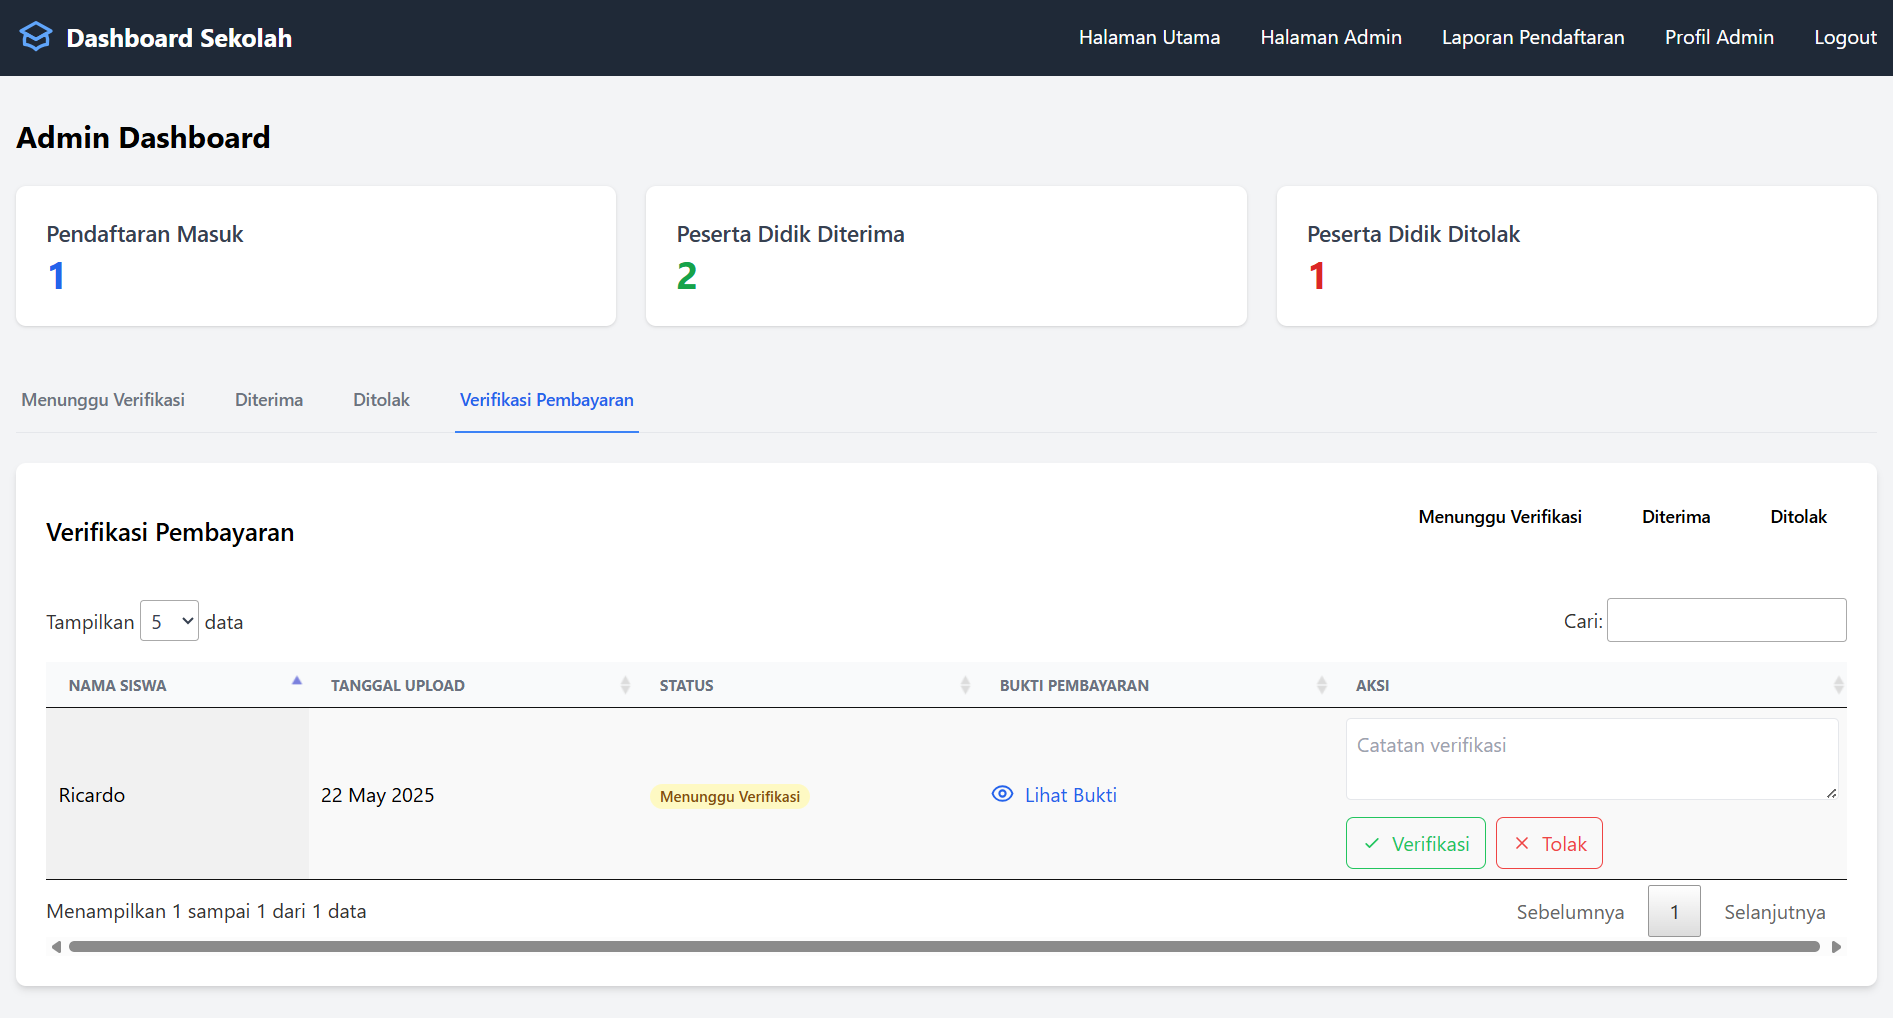 Dashboard Sekolah
Halaman Utama
Halaman Admin
Laporan Pendaftaran
Profil Admin
Logout
Admin Dashboard
Pendaftaran Masuk
1
Peserta Didik Diterima
2
Peserta Didik Ditolak
1
Menunggu Verifikasi
Diterima
Ditolak
Verifikasi Pembayaran
Verifikasi Pembayaran
Menunggu Verifikasi
Diterima
Ditolak
Tampilkan 5 data
Cari:
NAMA SISWA
TANGGAL UPLOAD
STATUS
BUKTI PEMBAYARAN
AKSI
Ricardo
22 May 2025
Menunggu Verifikasi
Lihat Bukti
Catatan verifikasi
Verifikasi
Tolak
Menampilkan 1 sampai 1 dari 1 data
Sebelumnya
1
Selanjutnya